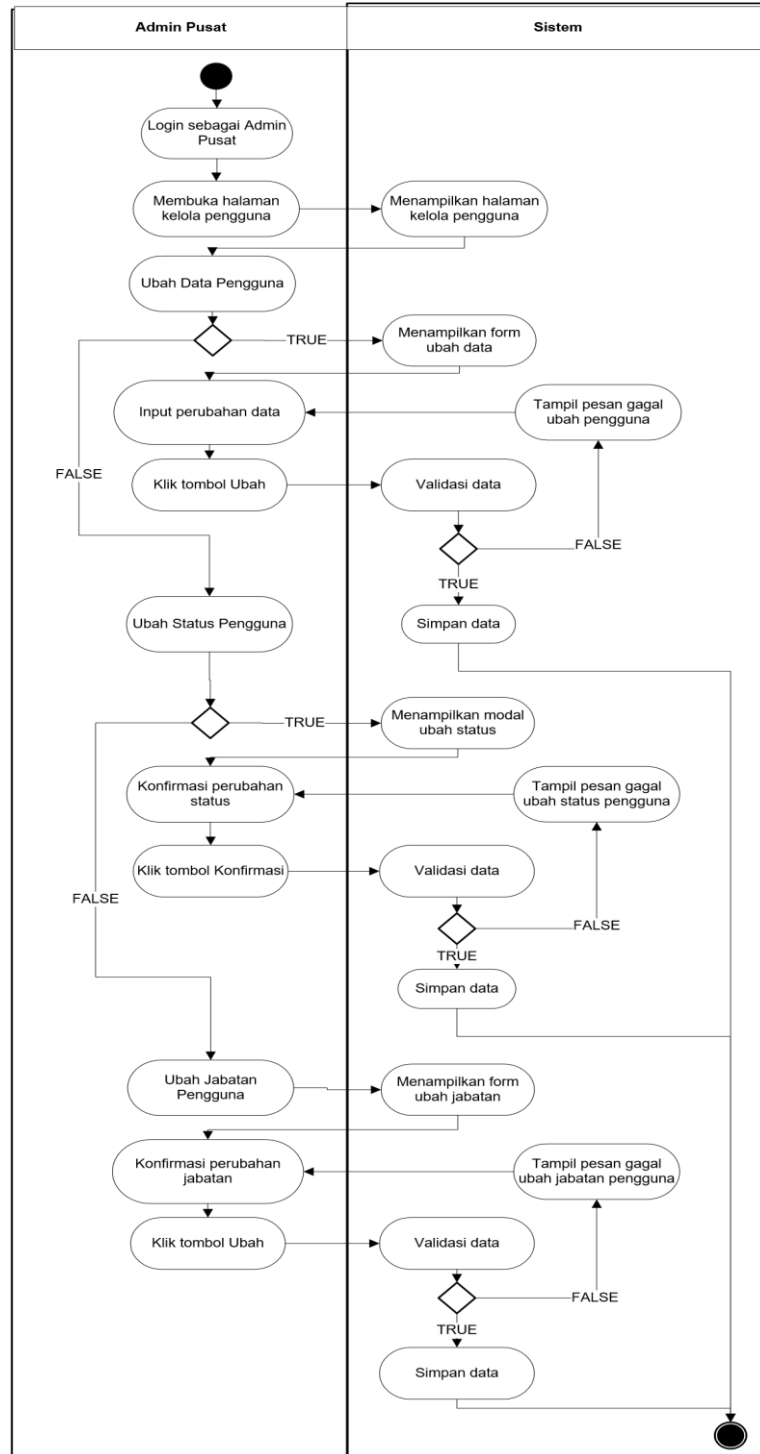 Admin Pusat
Sistem
Login sebagai Admin
Pusat
Membuka halaman
kelola pengguna
Menampilkan halaman
kelola pengguna
Ubah Data Pengguna
TRUE
Menampilkan form
ubah data
Input perubahan data
Tampil pesan gagal
ubah pengguna
FALSE
Klik tombol Ubah
Validasi data
FALSE
TRUE
Ubah Status Pengguna
Simpan data
TRUE
Menampilkan modal
ubah status
Konfirmasi perubahan
status
Tampil pesan gagal
ubah status pengguna
Klik tombol Konfirmasi
Validasi data
FALSE
FALSE
TRUE
Simpan data
Ubah Jabatan
Pengguna
Menampilkan form
ubah jabatan
Konfirmasi perubahan
jabatan
Tampil pesan gagal
ubah jabatan pengguna
Klik tombol Ubah
Validasi data
FALSE
TRUE
Simpan data